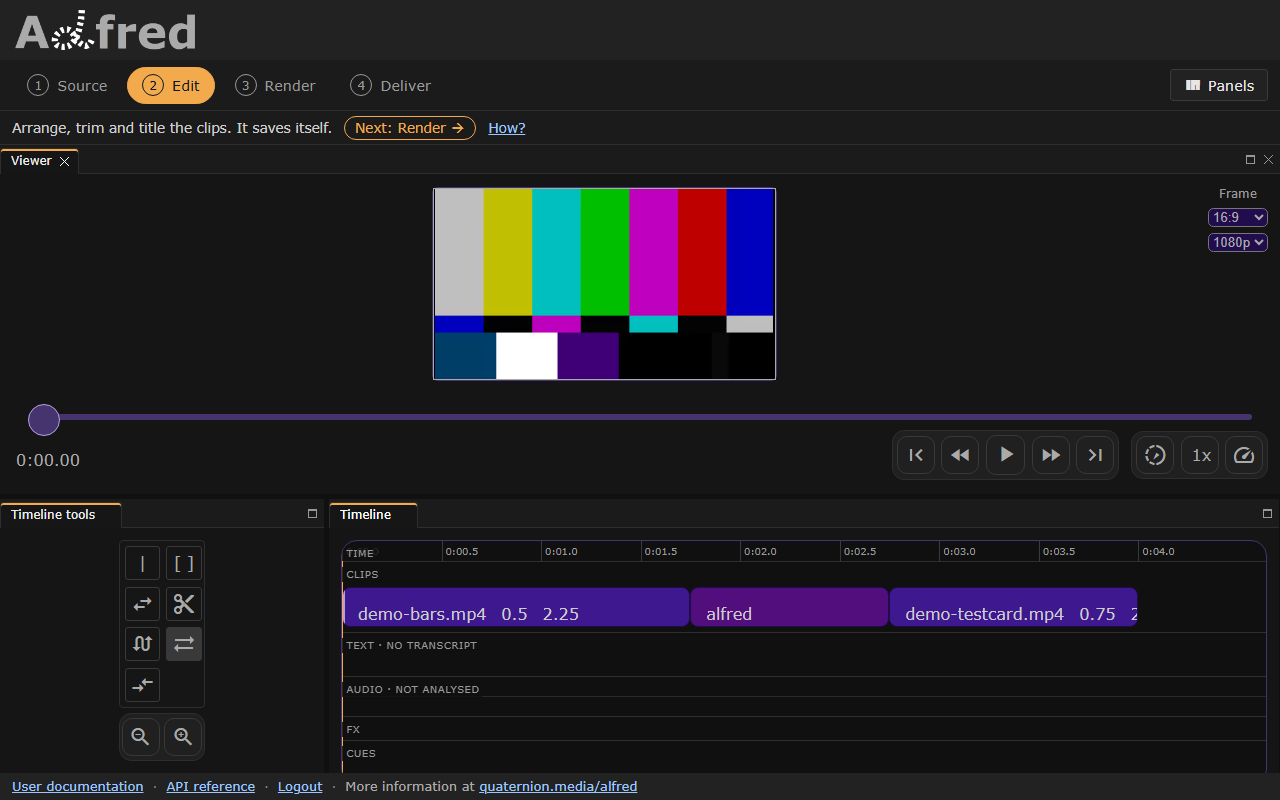 Alfred
1 Source 2 Edit 3 Render 4 Deliver Panels
Arrange, trim and title the clips. It saves itself. Next: Render → How?
Viewer
Frame
16:9
1080p
0:00.00
1x
Timeline tools
Timeline
TIME 0:00.5 0:01.0 0:01.5 0:02.0 0:02.5 0:03.0 0:03.5 0:04.0
CLIPS
demo-bars.mp4 0.5 2.25 alfred demo-testcard.mp4 0.75
TEXT · NO TRANSCRIPT
AUDIO · NOT ANALYSED
FX
CUES
User documentation · API reference · Logout · More information at quaternion.media/alfred